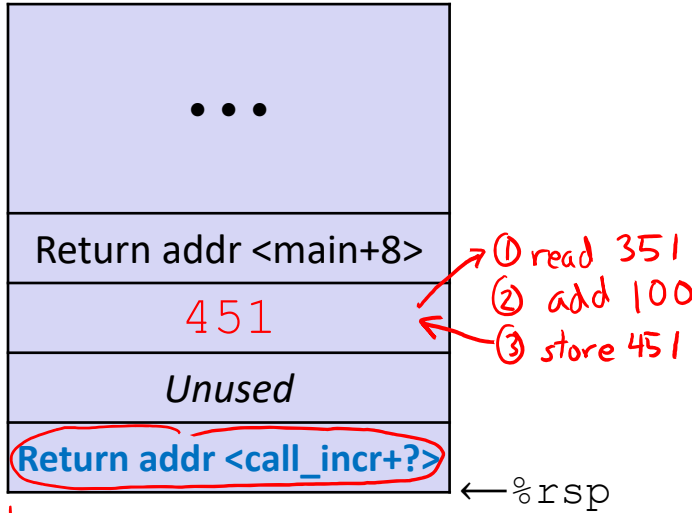 •••
Return addr <main+8>
① read 351
② add 100
451
③ store 451
Unused
Return addr <call_incr+?>
←%rsp